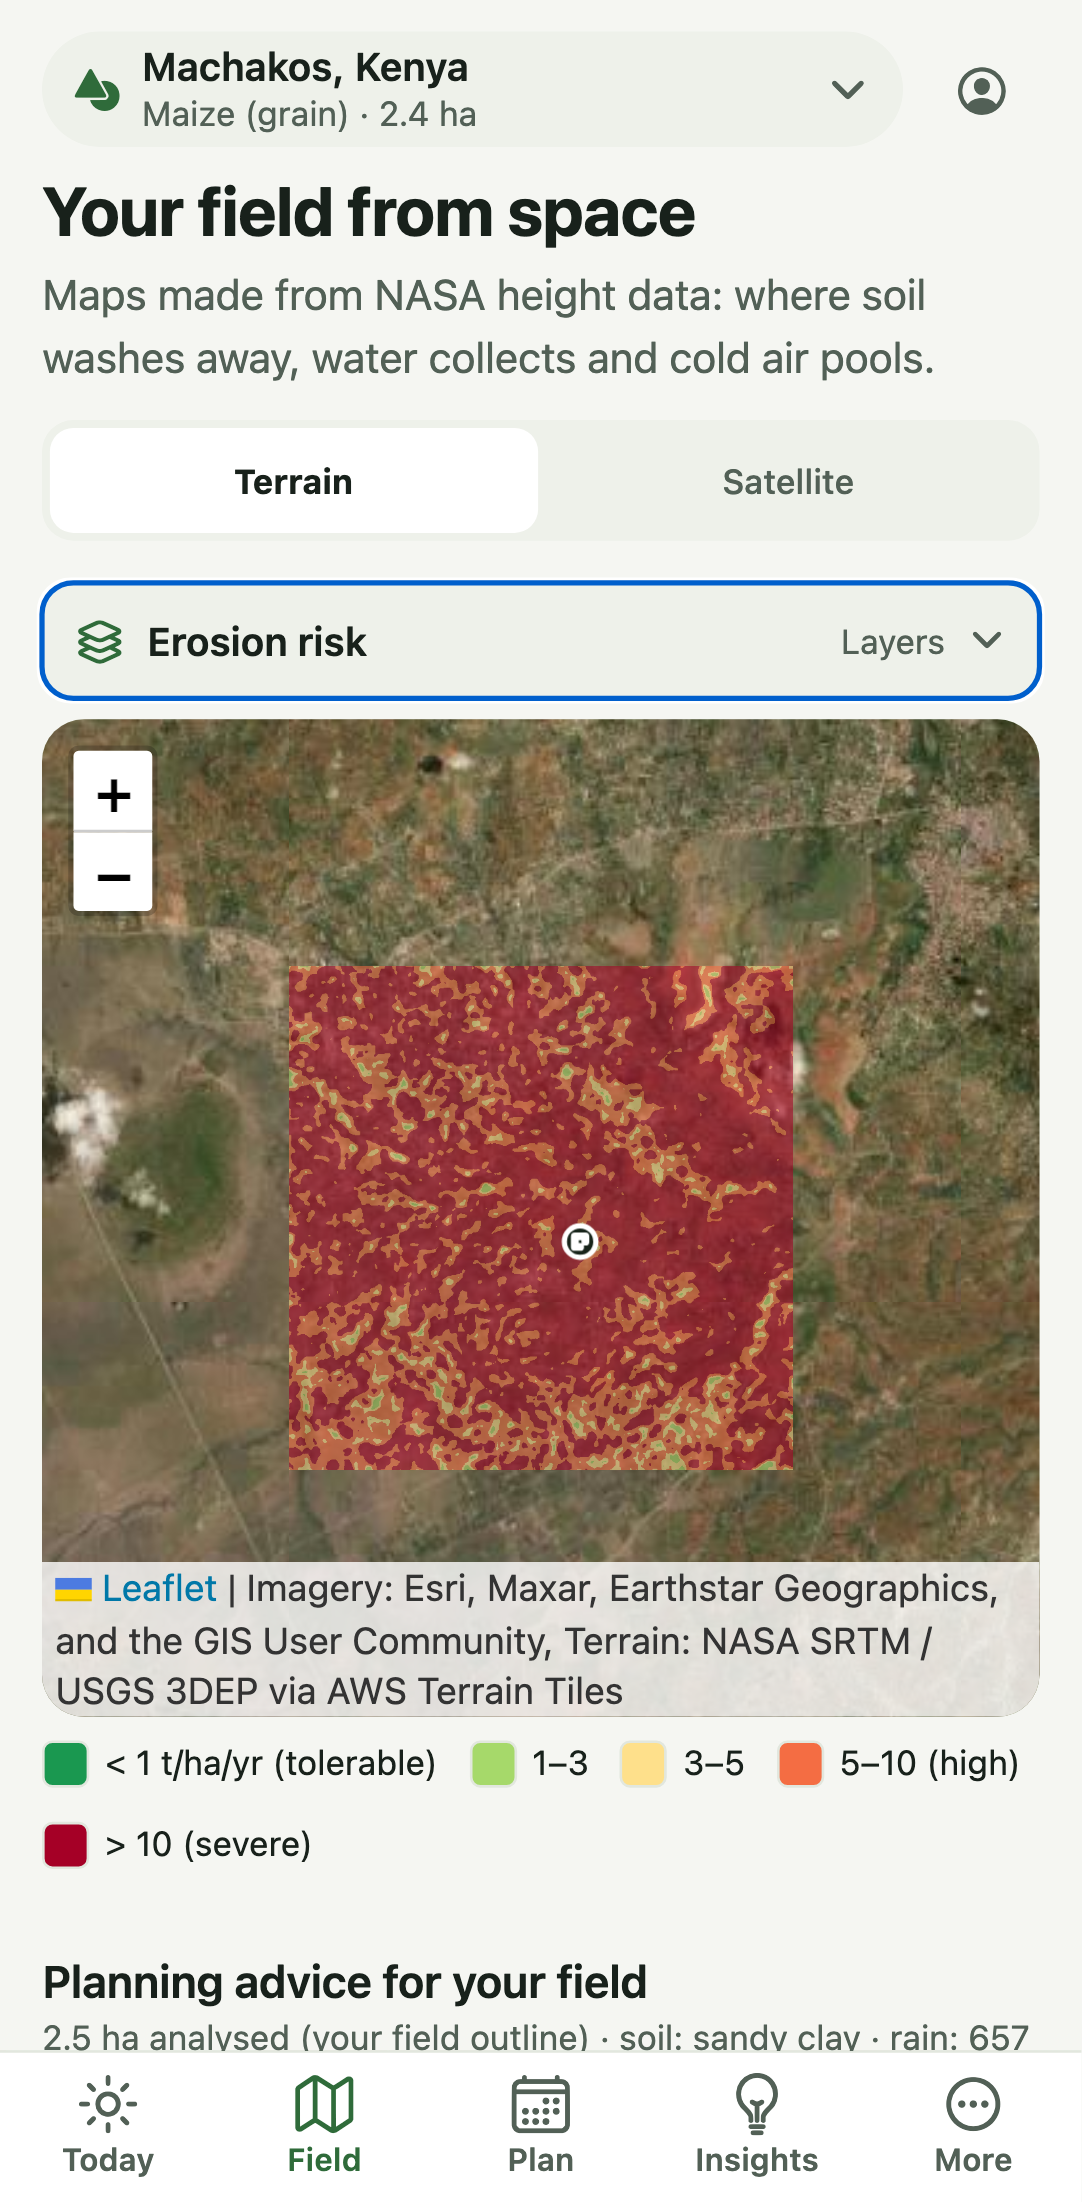 Machakos, Kenya
Maize (grain) · 2.4 ha
Your field from space
Maps made from NASA height data: where soil
washes away, water collects and cold air pools.
Terrain
Satellite
Erosion risk
Layers
+
−
Leaflet | Imagery: Esri, Maxar, Earthstar Geographics,
and the GIS User Community, Terrain: NASA SRTM /
USGS 3DEP via AWS Terrain Tiles
< 1 t/ha/yr (tolerable) 1–3 3–5 5–10 (high)
> 10 (severe)
Planning advice for your field
2.5 ha analysed (your field outline) · soil: sandy clay · rain: 657
Today
Field
Plan
Insights
More